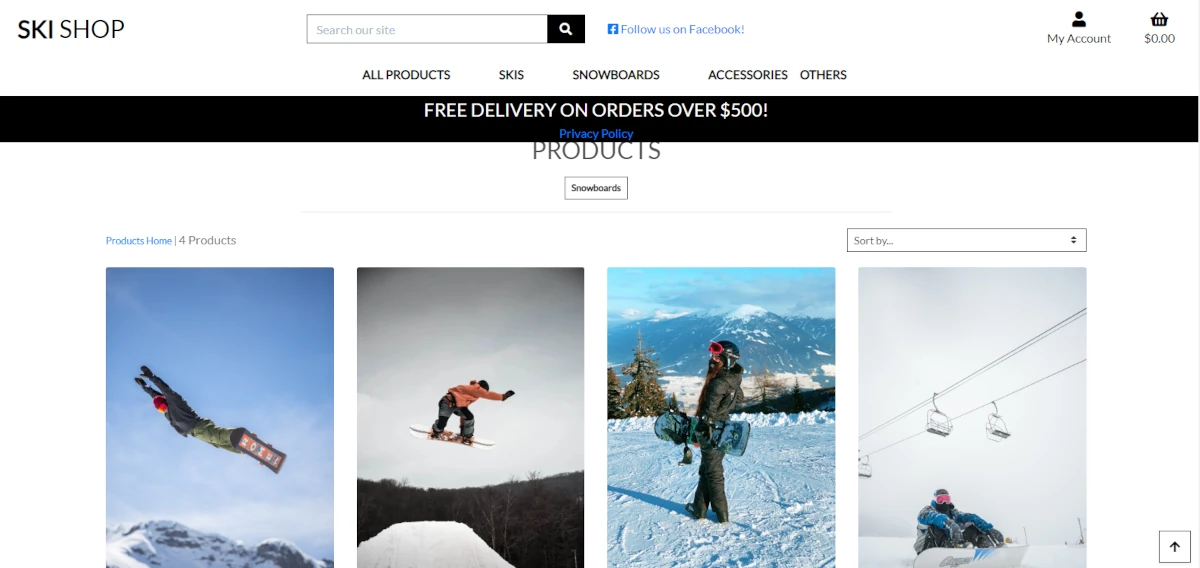 SKI SHOP
Search our site
Follow us on Facebook!
My Account
$0.00
ALL PRODUCTS
SKIS
SNOWBOARDS
ACCESSORIES
OTHERS
FREE DELIVERY ON ORDERS OVER $500!
Privacy Policy
PRODUCTS
Snowboards
Products Home | 4 Products
Sort by...